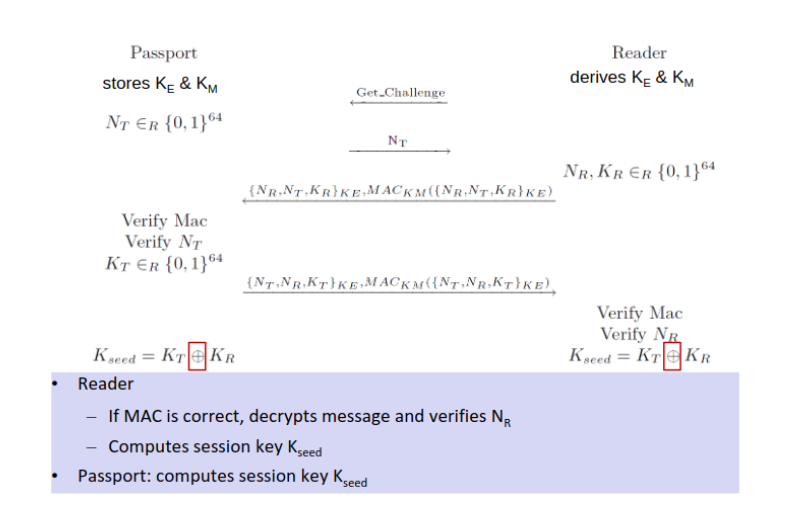 Passport Reader
stores K_E & K_M derives K_E & K_M
Get_Challenge
N_T ∈_R {0,1}^64
N_T
N_R, K_R ∈_R {0,1}^64
{N_R,N_T,K_R}_KE,MAC_KM({N_R,N_T,K_R}_KE)
Verify Mac
Verify N_T
K_T ∈_R {0,1}^64
{N_T,N_R,K_T}_KE,MAC_KM({N_T,N_R,K_T}_KE)
Verify Mac
Verify N_R
K_seed = K_T ⊕ K_R K_seed = K_T ⊕ K_R
• Reader
– If MAC is correct, decrypts message and verifies N_R
– Computes session key K_seed
• Passport: computes session key K_seed